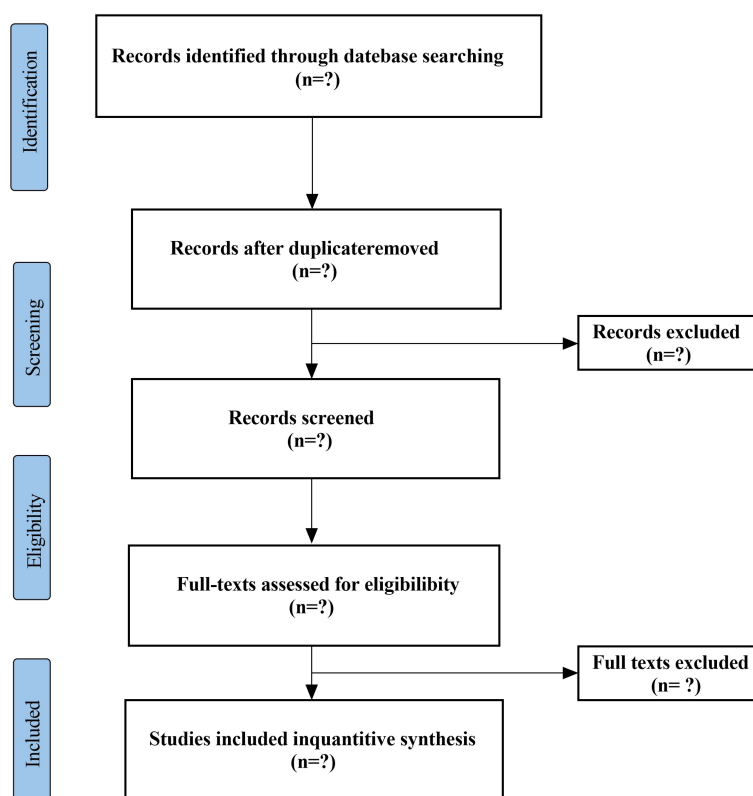 Identification
Records identified through datebase searching
(n=?)
Records after duplicateremoved
(n=?)
Screening
Records excluded
(n=?)
Records screened
(n=?)
Eligibility
Full-texts assessed for eligibilibity
(n=?)
Full texts excluded
(n= ?)
Included
Studies included inquantitive synthesis
(n=?)